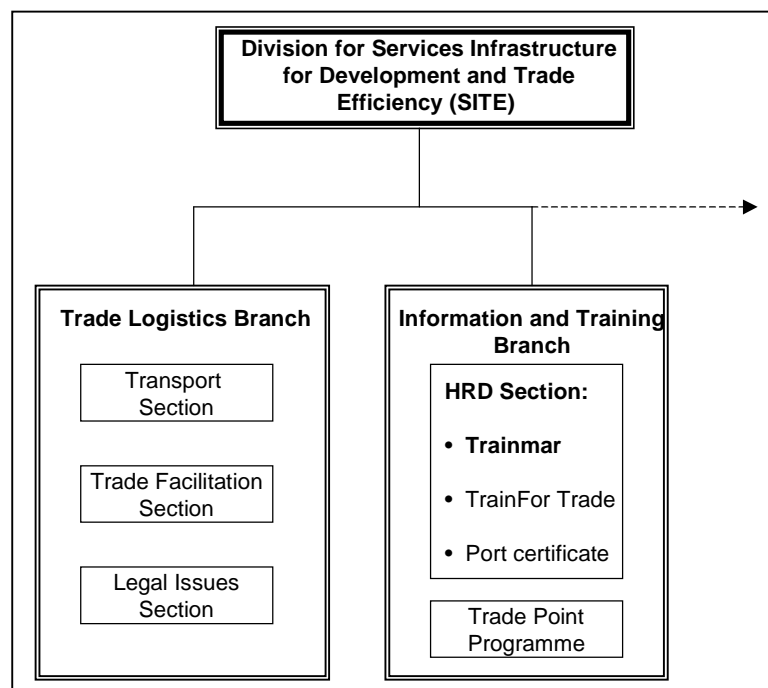 Division for Services Infrastructure
for Development and Trade
Efficiency (SITE)
Trade Logistics Branch
Transport
Section
Trade Facilitation
Section
Legal Issues
Section
Information and Training
Branch
HRD Section:
• Trainmar
• TrainFor Trade
• Port certificate
Trade Point
Programme